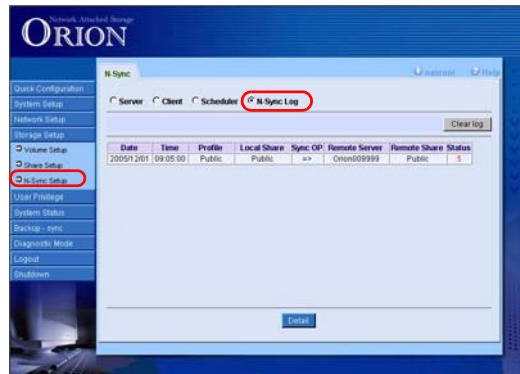 Network Attached Storage
ORION
N-Sync
Help
Quick Configuration
System Setup
Network Setup
Storage Setup
Volume Setup
Share Setup
N-Sync Setup
User Privilege
System Status
Backup - sync
Diagnostic Mode
Logout
Shutdown
Server Client Scheduler N-Sync Log
Clear log
Date Time Profile Local Share Sync OP Remote Server Remote Share Status
2005/12/01 09:05:00 Public Public => Orion009999 Public 5
Detail